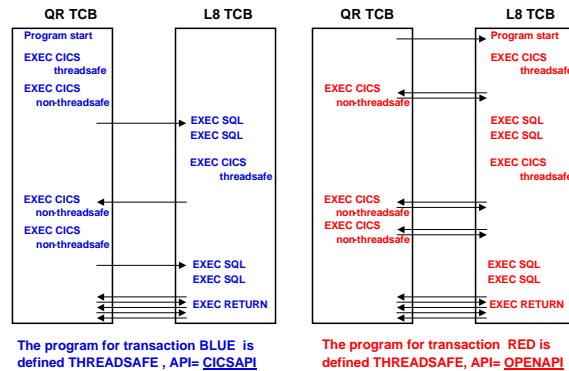 QR TCB
L8 TCB
Program start
EXEC CICS
threadsafe
EXEC CICS
non-threadsafe
EXEC SQL
EXEC SQL
EXEC CICS
threadsafe
EXEC CICS
non-threadsafe
EXEC CICS
non-threadsafe
EXEC SQL
EXEC SQL
EXEC RETURN
The program for transaction BLUE is
defined THREADSAFE , API= CICSAPI
QR TCB
L8 TCB
Program start
EXEC CICS
threadsafe
EXEC CICS
non-threadsafe
EXEC SQL
EXEC SQL
EXEC CICS
threadsafe
EXEC CICS
non-threadsafe
EXEC CICS
non-threadsafe
EXEC SQL
EXEC SQL
EXEC RETURN
The program for transaction RED is
defined THREADSAFE, API= OPENAPI